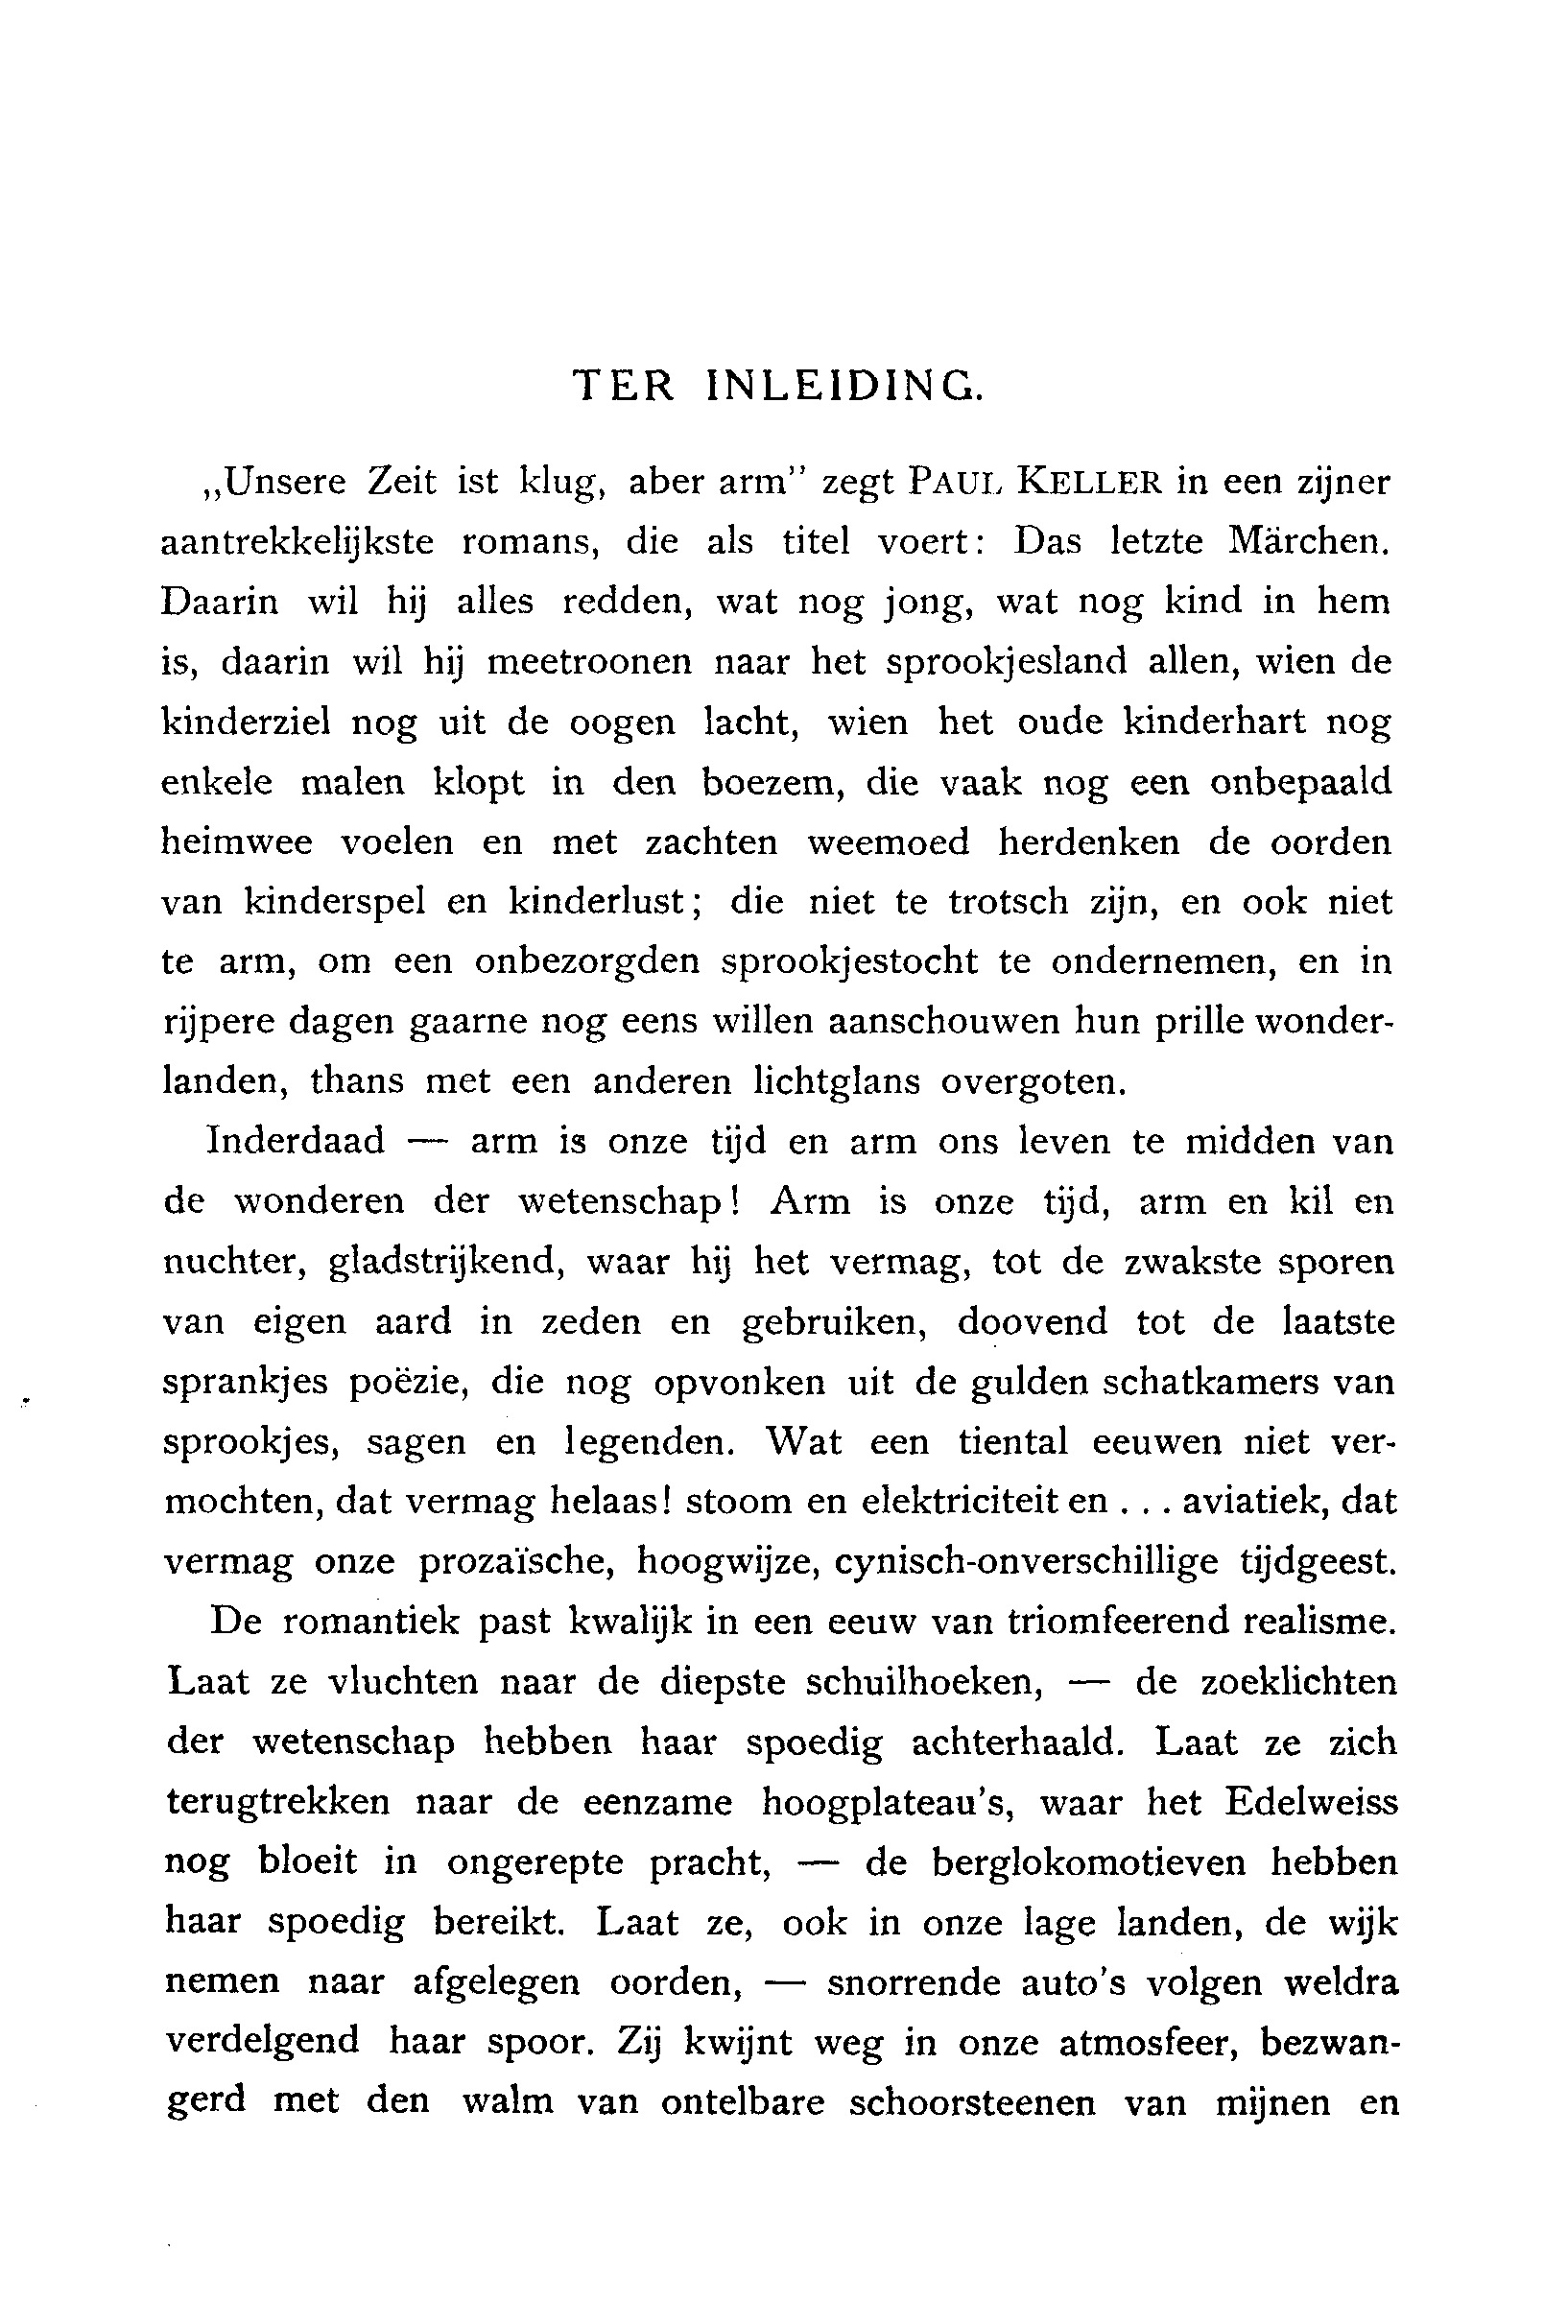 TER INLEIDING.
„Unsere Zeit ist klug, aber arm” zegt PAUL KELLER in een zijner
aantrekkelijkste romans, die als titel voert: Das letzte Märchen.
Daarin wil hij alles redden, wat nog jong, wat nog kind in hem
is, daarin wil hij meetroonen naar het sprookjesland allen, wien de
kinderziel nog uit de oogen lacht, wien het oude kinderhart nog
enkele malen klopt in den boezem, die vaak nog een onbepaald
heimwee voelen en met zachten weemoed herdenken de oorden
van kinderspel en kinderlust; die niet te trotsch zijn, en ook niet
te arm, om een onbezorgden sprookjestocht te ondernemen, en in
rijpere dagen gaarne nog eens willen aanschouwen hun prille wonder-
landen, thans met een anderen lichtglans overgoten.
Inderdaad — arm is onze tijd en arm ons leven te midden van
de wonderen der wetenschap! Arm is onze tijd, arm en kil en
nuchter, gladstrijkend, waar hij het vermag, tot de zwakste sporen
van eigen aard in zeden en gebruiken, doovend tot de laatste
sprankjes poëzie, die nog opvonken uit de gulden schatkamers van
sprookjes, sagen en legenden. Wat een tiental eeuwen niet ver-
mochten, dat vermag helaas! stoom en elektriciteit en . . . aviatiek, dat
vermag onze prozaïsche, hoogwijze, cynisch-onverschillige tijdgeest.
De romantiek past kwalijk in een eeuw van triomfeerend realisme.
Laat ze vluchten naar de diepste schuilhoeken, — de zoeklichten
der wetenschap hebben haar spoedig achterhaald. Laat ze zich
terugtrekken naar de eenzame hoogplateau's, waar het Edelweiss
nog bloeit in ongerepte pracht, — de berglokomotieven hebben
haar spoedig bereikt. Laat ze, ook in onze lage landen, de wijk
nemen naar afgelegen oorden, — snorrende auto's volgen weldra
verdelgend haar spoor. Zij kwijnt weg in onze atmosfeer, bezwan-
gerd met den walm van ontelbare schoorsteenen van mijnen en